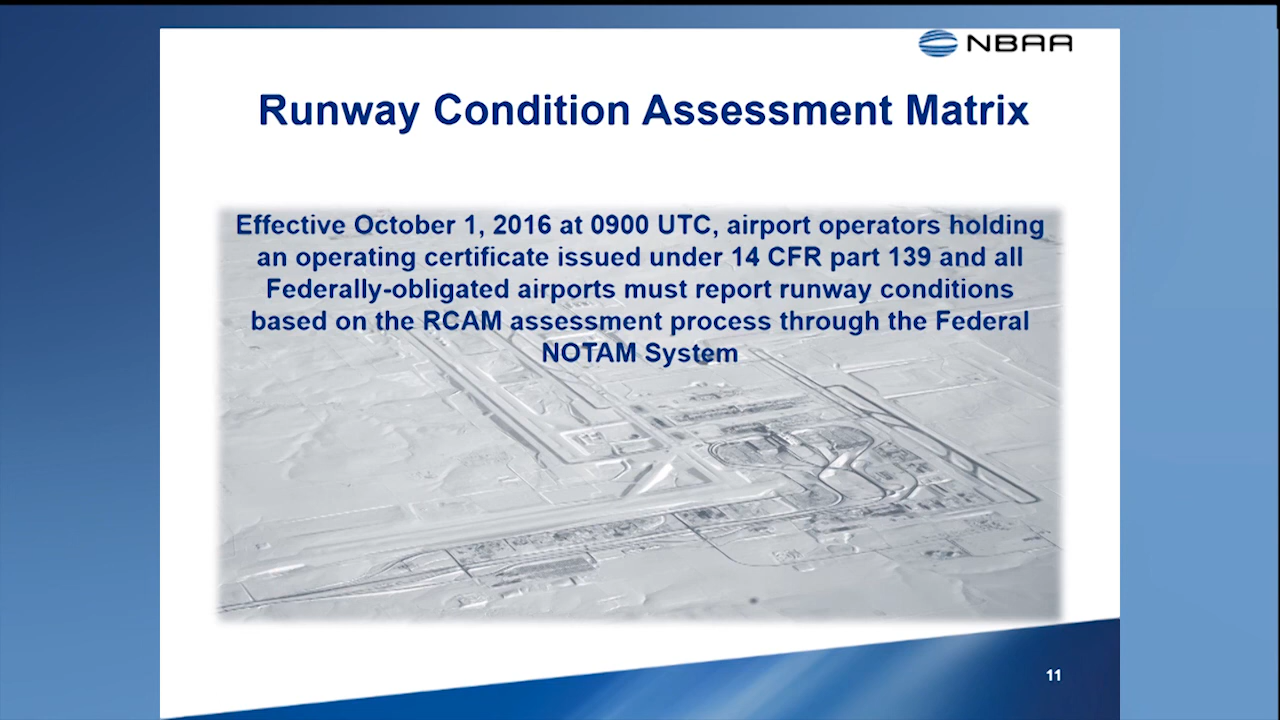 NBAA
Runway Condition Assessment Matrix
Effective October 1, 2016 at 0900 UTC, airport operators holding
an operating certificate issued under 14 CFR part 139 and all
Federally-obligated airports must report runway conditions
based on the RCAM assessment process through the Federal
NOTAM System
11